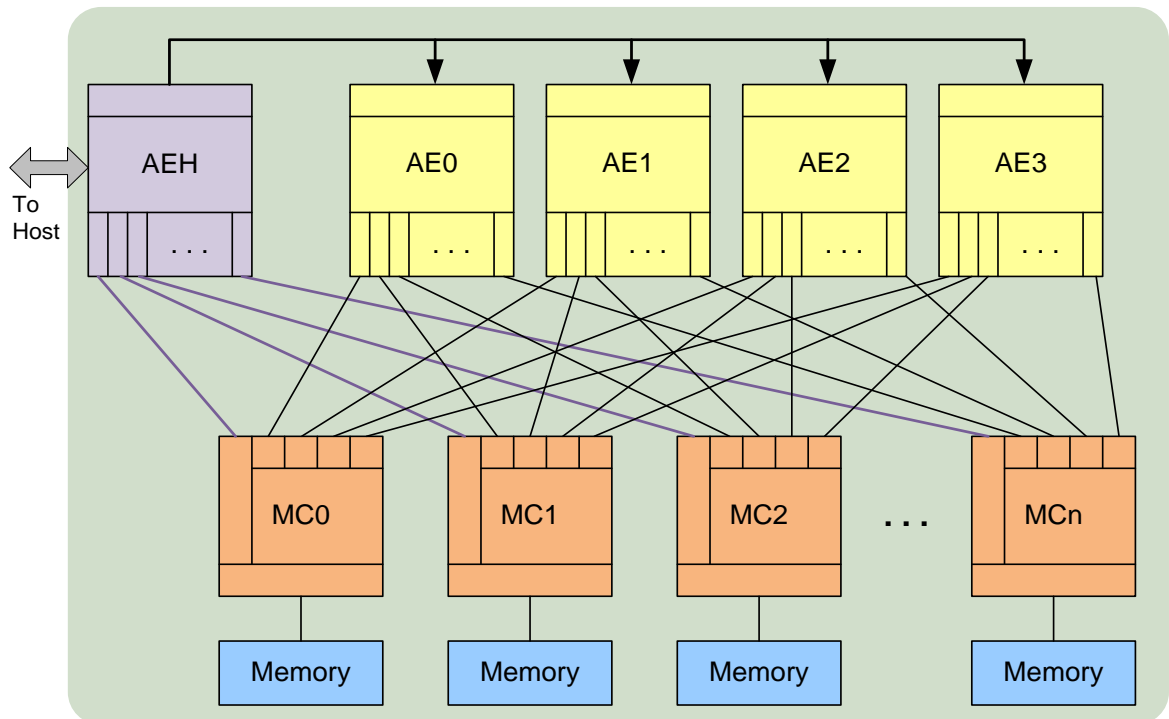 AEH
AE0
AE1
AE2
AE3
To
Host
. . .
. . .
. . .
. . .
. . .
MC0
MC1
MC2
. . .
MCn
Memory
Memory
Memory
Memory